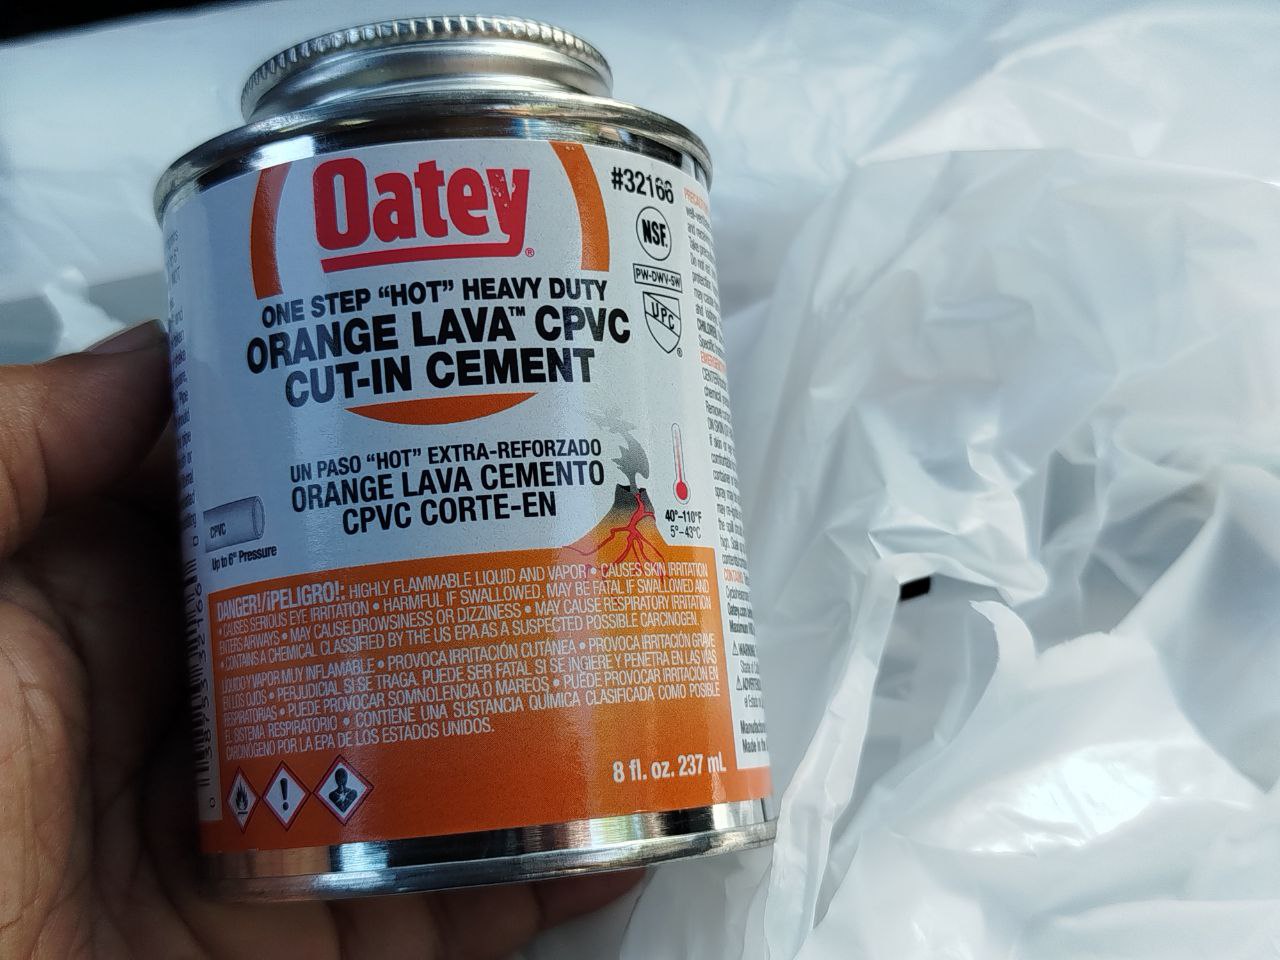 Oatey®
#32166
NSF®
PW-DWV-SW
UPC®
ONE STEP “HOT” HEAVY DUTY
ORANGE LAVA™ CPVC
CUT-IN CEMENT
UN PASO “HOT” EXTRA-REFORZADO
ORANGE LAVA CEMENTO
CPVC CORTE-EN
CPVC
Up to 6" Pressure
40°–110°F
5°–43°C
DANGER!/¡PELIGRO!: HIGHLY FLAMMABLE LIQUID AND VAPOR • CAUSES SKIN IRRITATION
• CAUSES SERIOUS EYE IRRITATION • HARMFUL IF SWALLOWED. MAY BE FATAL IF SWALLOWED AND
ENTERS AIRWAYS • MAY CAUSE DROWSINESS OR DIZZINESS • MAY CAUSE RESPIRATORY IRRITATION
• CONTAINS A CHEMICAL CLASSIFIED BY THE US EPA AS A SUSPECTED POSSIBLE CARCINOGEN.
LIQUIDO Y VAPOR MUY INFLAMABLE • PROVOCA IRRITACIÓN CUTÁNEA • PROVOCA IRRITACIÓN GRAVE
EN LOS OJOS • PERJUDICIAL SI SE TRAGA. PUEDE SER FATAL SI SE INGIERE Y PENETRA EN LAS VÍAS
RESPIRATORIAS • PUEDE PROVOCAR SOMNOLENCIA O MAREOS • PUEDE PROVOCAR IRRITACIÓN EN
EL SISTEMA RESPIRATORIO • CONTIENE UNA SUSTANCIA QUÍMICA CLASIFICADA COMO POSIBLE
CARCINÓGENO POR LA EPA DE LOS ESTADOS UNIDOS.
8 fl. oz. 237 mL